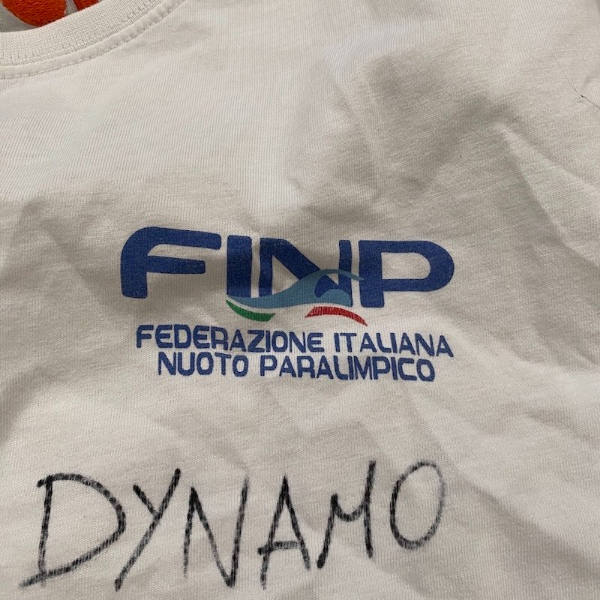 FINP
FEDERAZIONE ITALIANA
NUOTO PARALIMPICO
DYNAMO